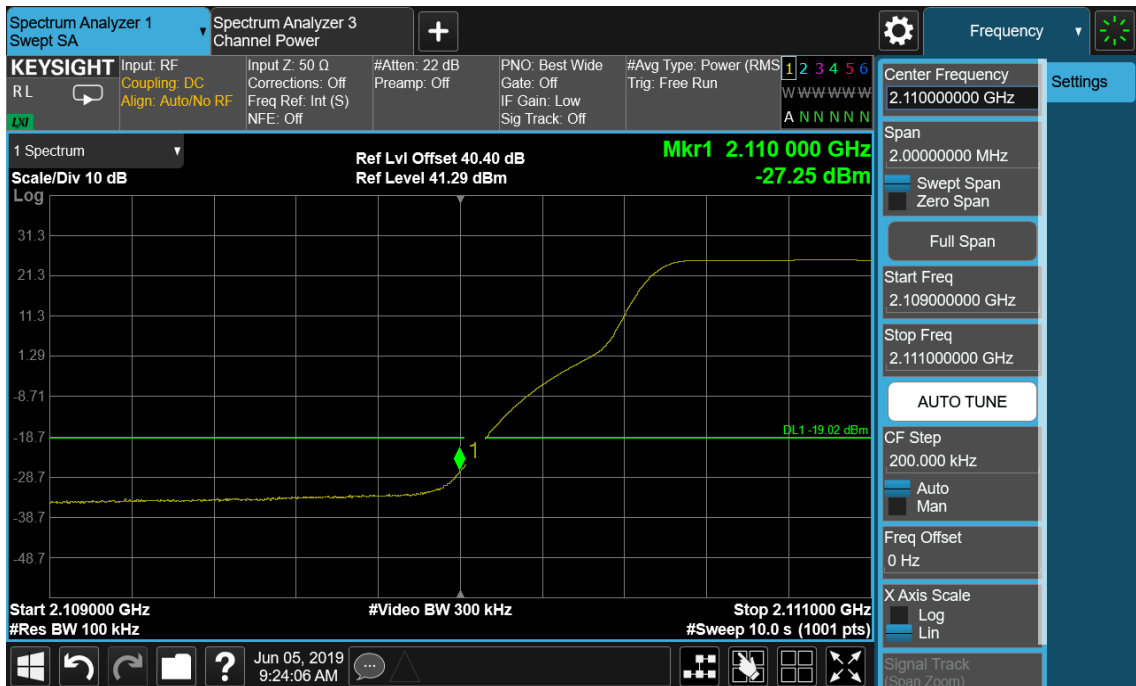 Spectrum Analyzer 1
Swept SA
Spectrum Analyzer 3
Channel Power
Frequency
KEYSIGHT
R L
LXI
Input: RF
Coupling: DC
Align: Auto/No RF
Input Z: 50 Ω
Corrections: Off
Freq Ref: Int (S)
NFE: Off
#Atten: 22 dB
Preamp: Off
PNO: Best Wide
Gate: Off
IF Gain: Low
Sig Track: Off
#Avg Type: Power (RMS
Trig: Free Run
1 2 3 4 5 6
W W W W W W
A N N N N N
1 Spectrum
Scale/Div 10 dB
Log
Ref Lvl Offset 40.40 dB
Ref Level 41.29 dBm
Mkr1 2.110 000 GHz
-27.25 dBm
31.3
21.3
11.3
1.29
-8.71
-18.7
-28.7
-38.7
-48.7
DL1 -19.02 dBm
1
Start 2.109000 GHz
#Res BW 100 kHz
#Video BW 300 kHz
Stop 2.111000 GHz
#Sweep 10.0 s (1001 pts)
Center Frequency
2.110000000 GHz
Span
2.00000000 MHz
Swept Span
Zero Span
Full Span
Start Freq
2.109000000 GHz
Stop Freq
2.111000000 GHz
AUTO TUNE
CF Step
200.000 kHz
Auto
Man
Freq Offset
0 Hz
X Axis Scale
Log
Lin
Signal Track
(Span Zoom)
Settings
?
Jun 05, 2019
9:24:06 AM